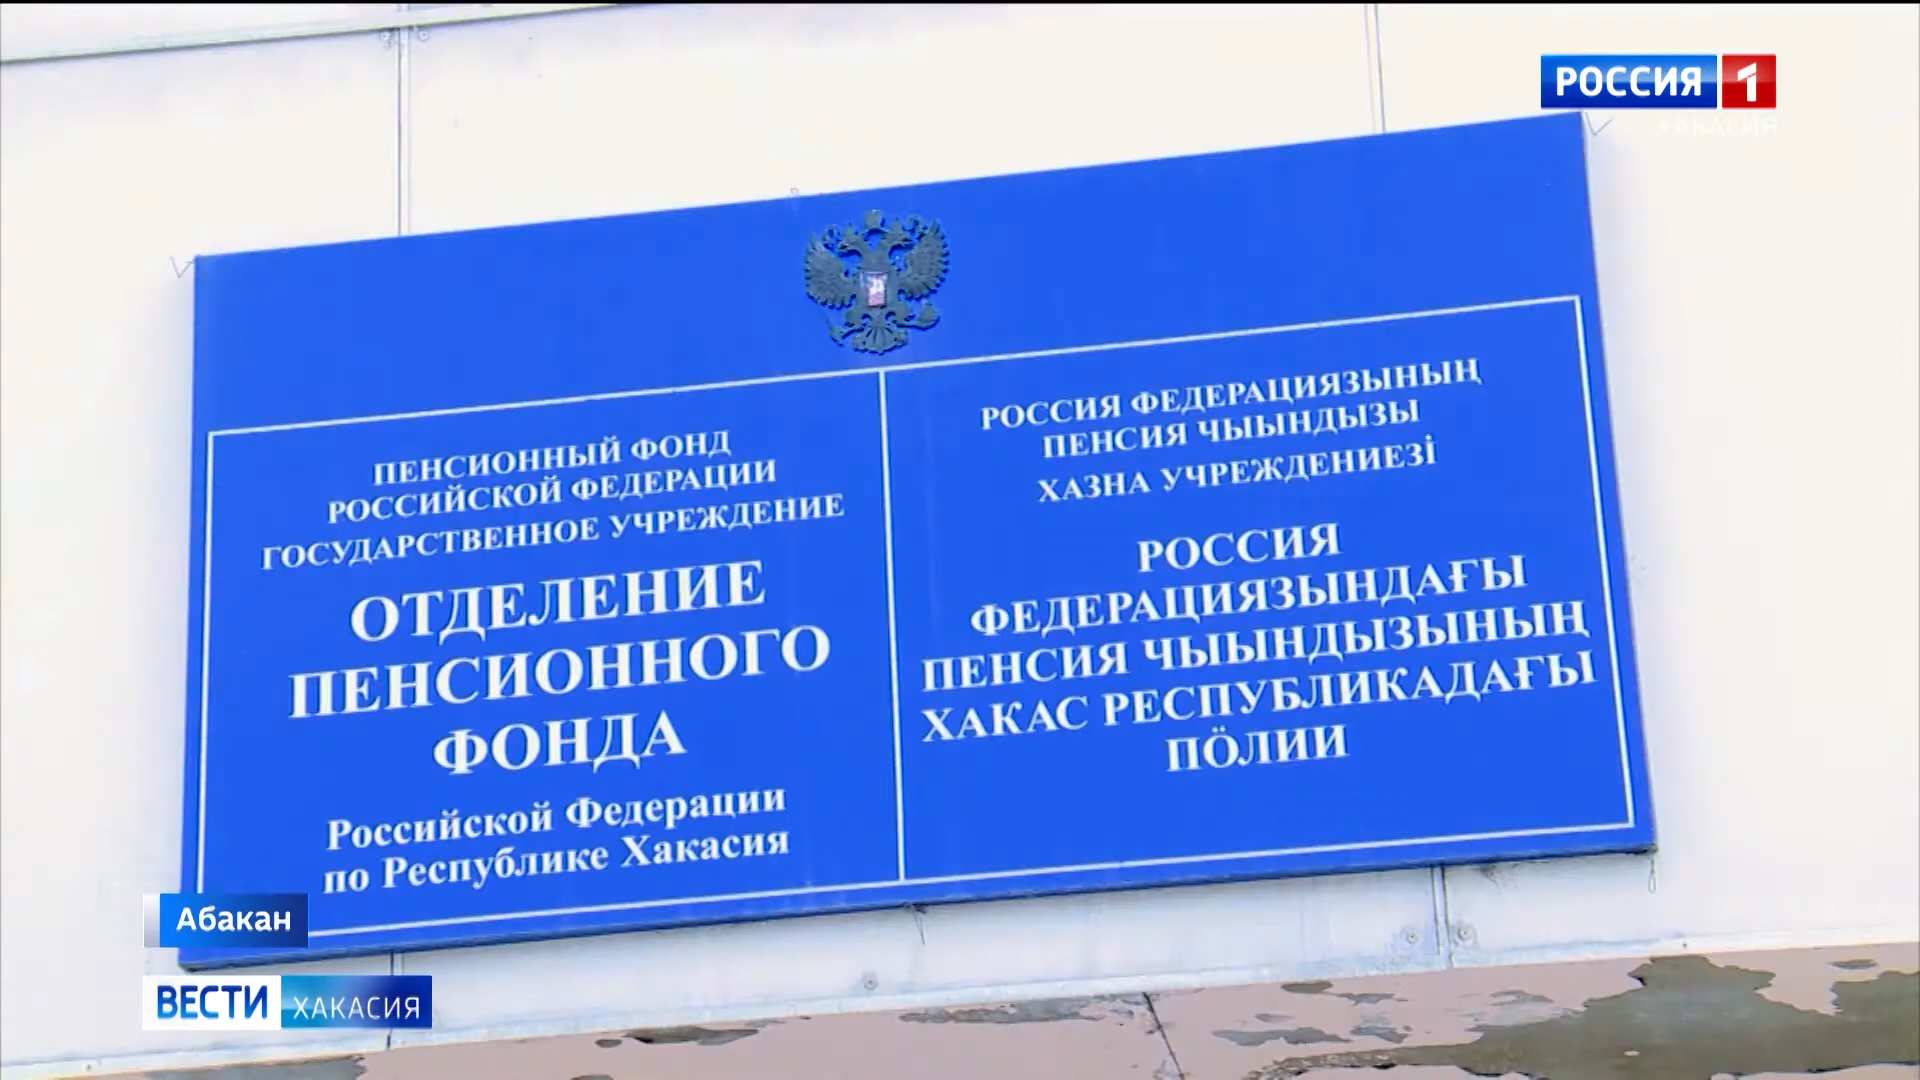 РОССИЯ 1
ХАКАСИЯ
ПЕНСИОННЫЙ ФОНД
РОССИЙСКОЙ ФЕДЕРАЦИИ
ГОСУДАРСТВЕННОЕ УЧРЕЖДЕНИЕ
ОТДЕЛЕНИЕ
ПЕНСИОННОГО
ФОНДА
Российской Федерации
по Республике Хакасия
РОССИЯ ФЕДЕРАЦИЯЗЫНЫҢ
ПЕНСИЯ ЧЫЫНДЫЗЫ
ХАЗНА УЧРЕЖДЕНИЕЗІ
РОССИЯ
ФЕДЕРАЦИЯЗЫНДАҒЫ
ПЕНСИЯ ЧЫЫНДЫЗЫНЫҢ
ХАКАС РЕСПУБЛИКАДАҒЫ
ПӦЛИИ
Абакан
ВЕСТИ ХАКАСИЯ